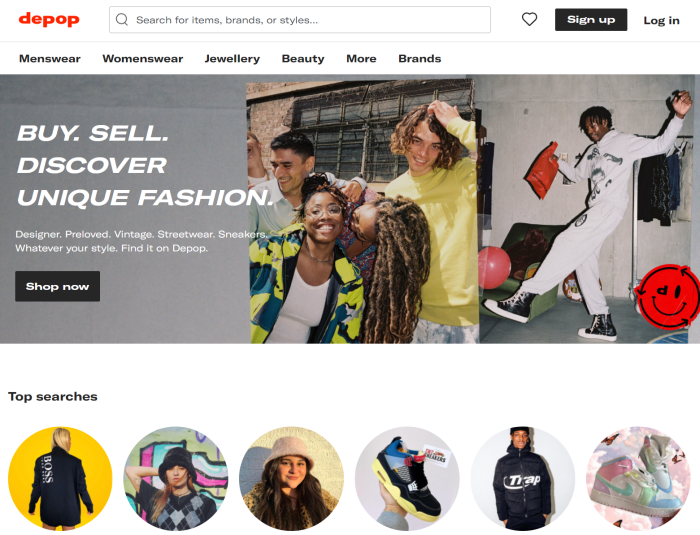 depop
Search for items, brands, or styles...
Sign up
Log in
Menswear Womenswear Jewellery Beauty More Brands
BUY. SELL.
DISCOVER
UNIQUE FASHION.
Designer. Preloved. Vintage. Streetwear. Sneakers.
Whatever your style. Find it on Depop.
Shop now
Top searches
BOSS
Trap